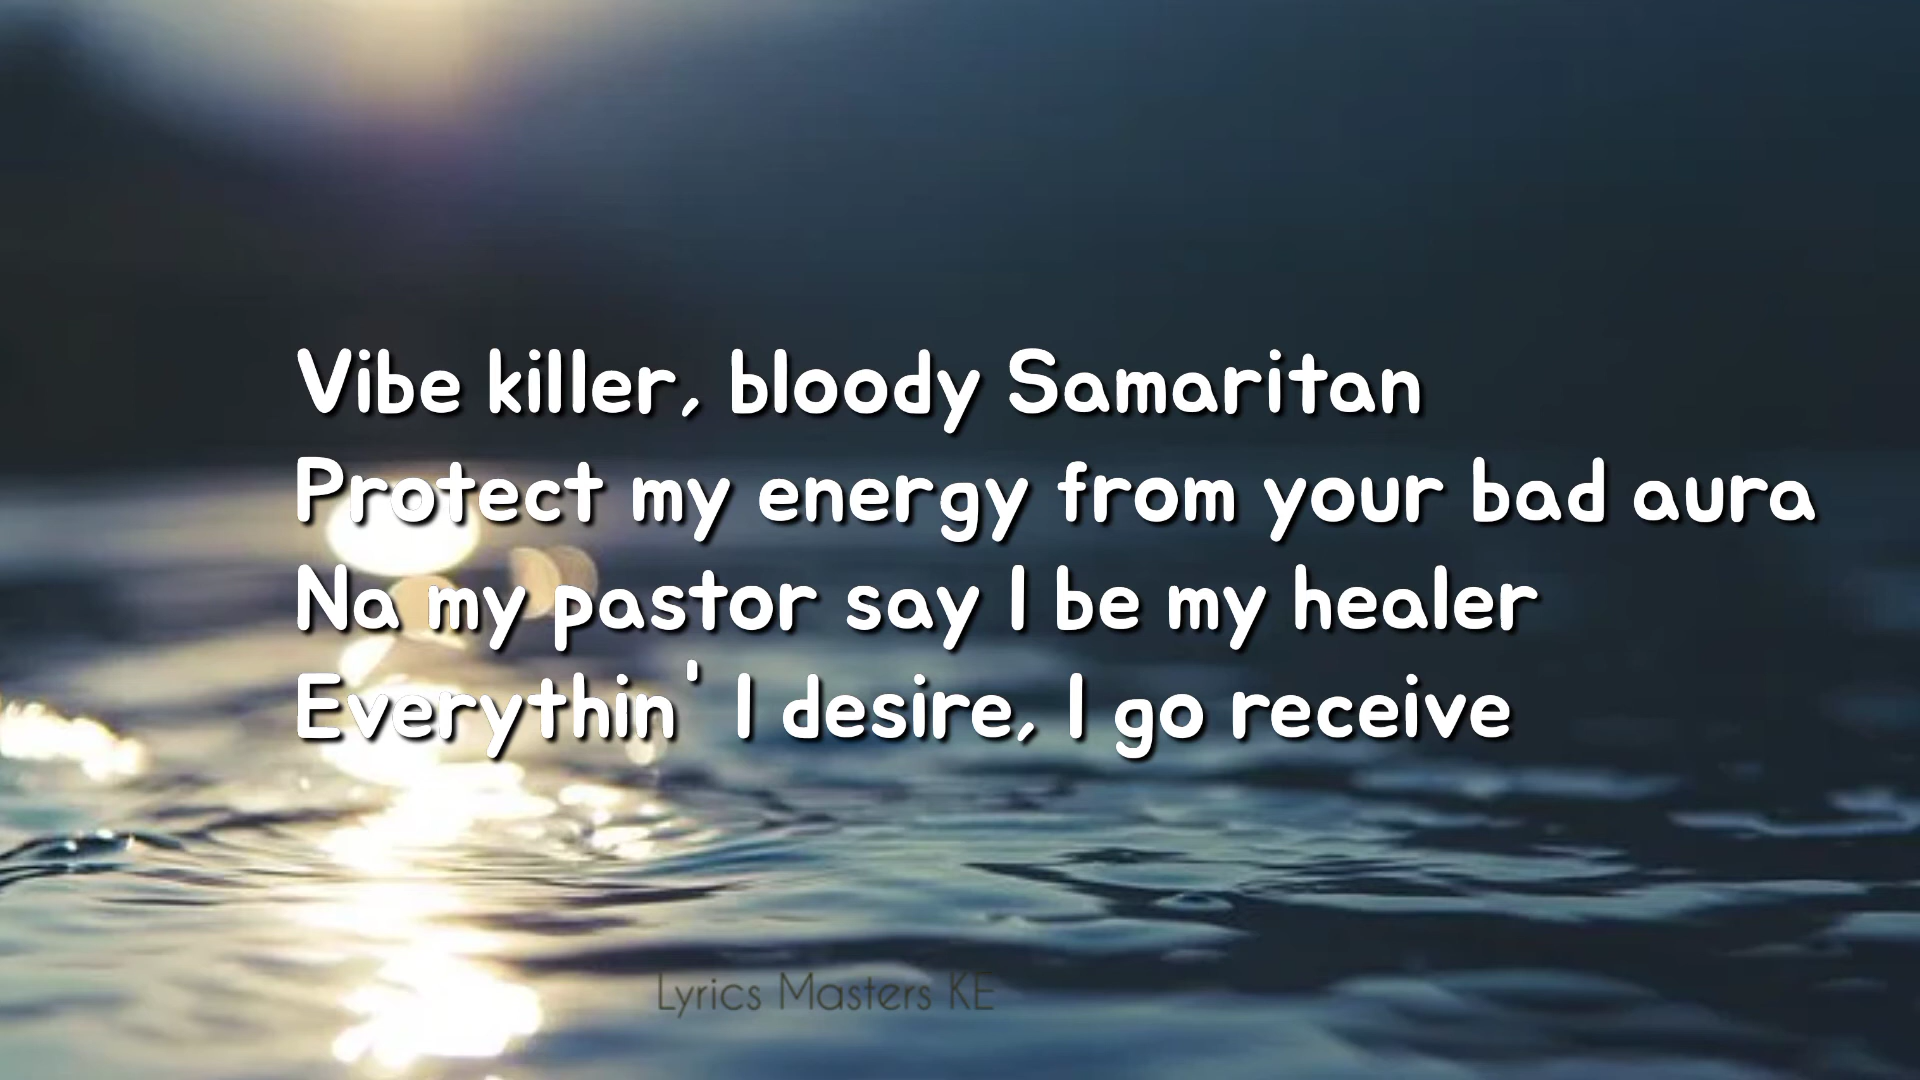 Vibe killer, bloody Samaritan
Protect my energy from your bad aura
Na my pastor say I be my healer
Everythin' I desire, I go receive
Lyrics Masters KE